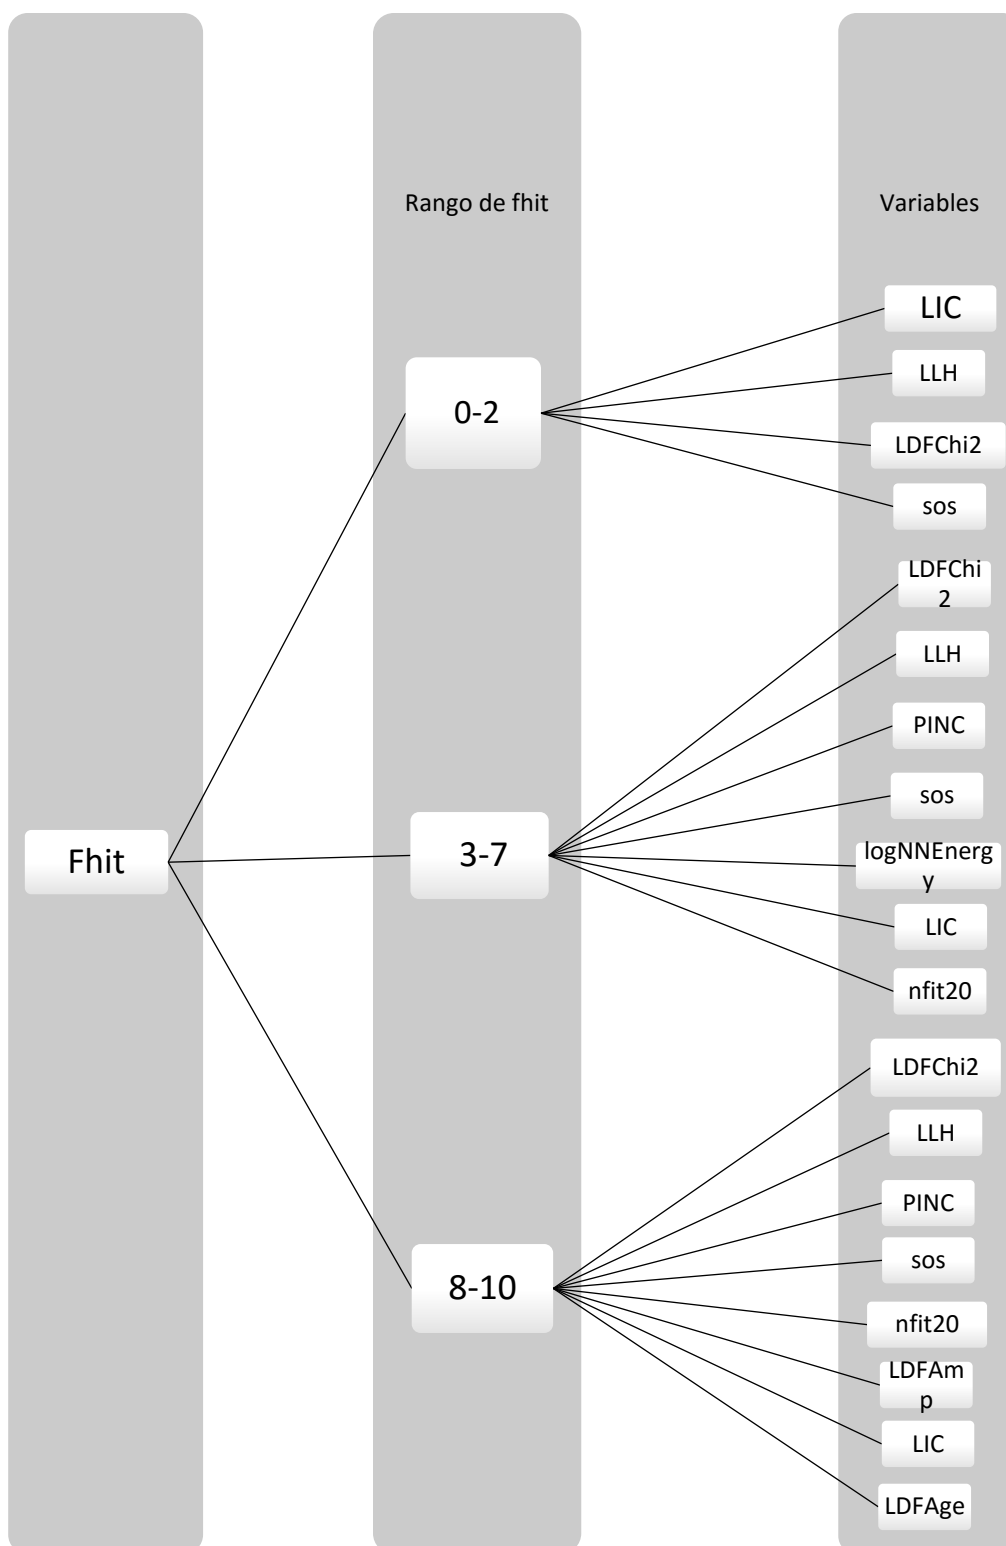 Rango de fhit
Variables
Fhit
0-2
LIC
LLH
LDFChi2
sos
3-7
LDFChi
2
LLH
PINC
sos
logNNEnerg
y
LIC
nfit20
8-10
LDFChi2
LLH
PINC
sos
nfit20
LDFAm
p
LIC
LDFAge